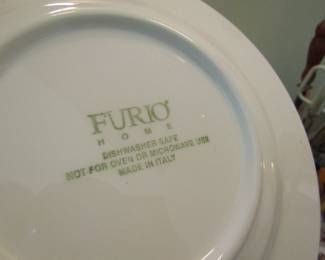 FURIO
HOME
DISHWASHER SAFE
NOT FOR OVEN OR MICROWAVE USE
MADE IN ITALY